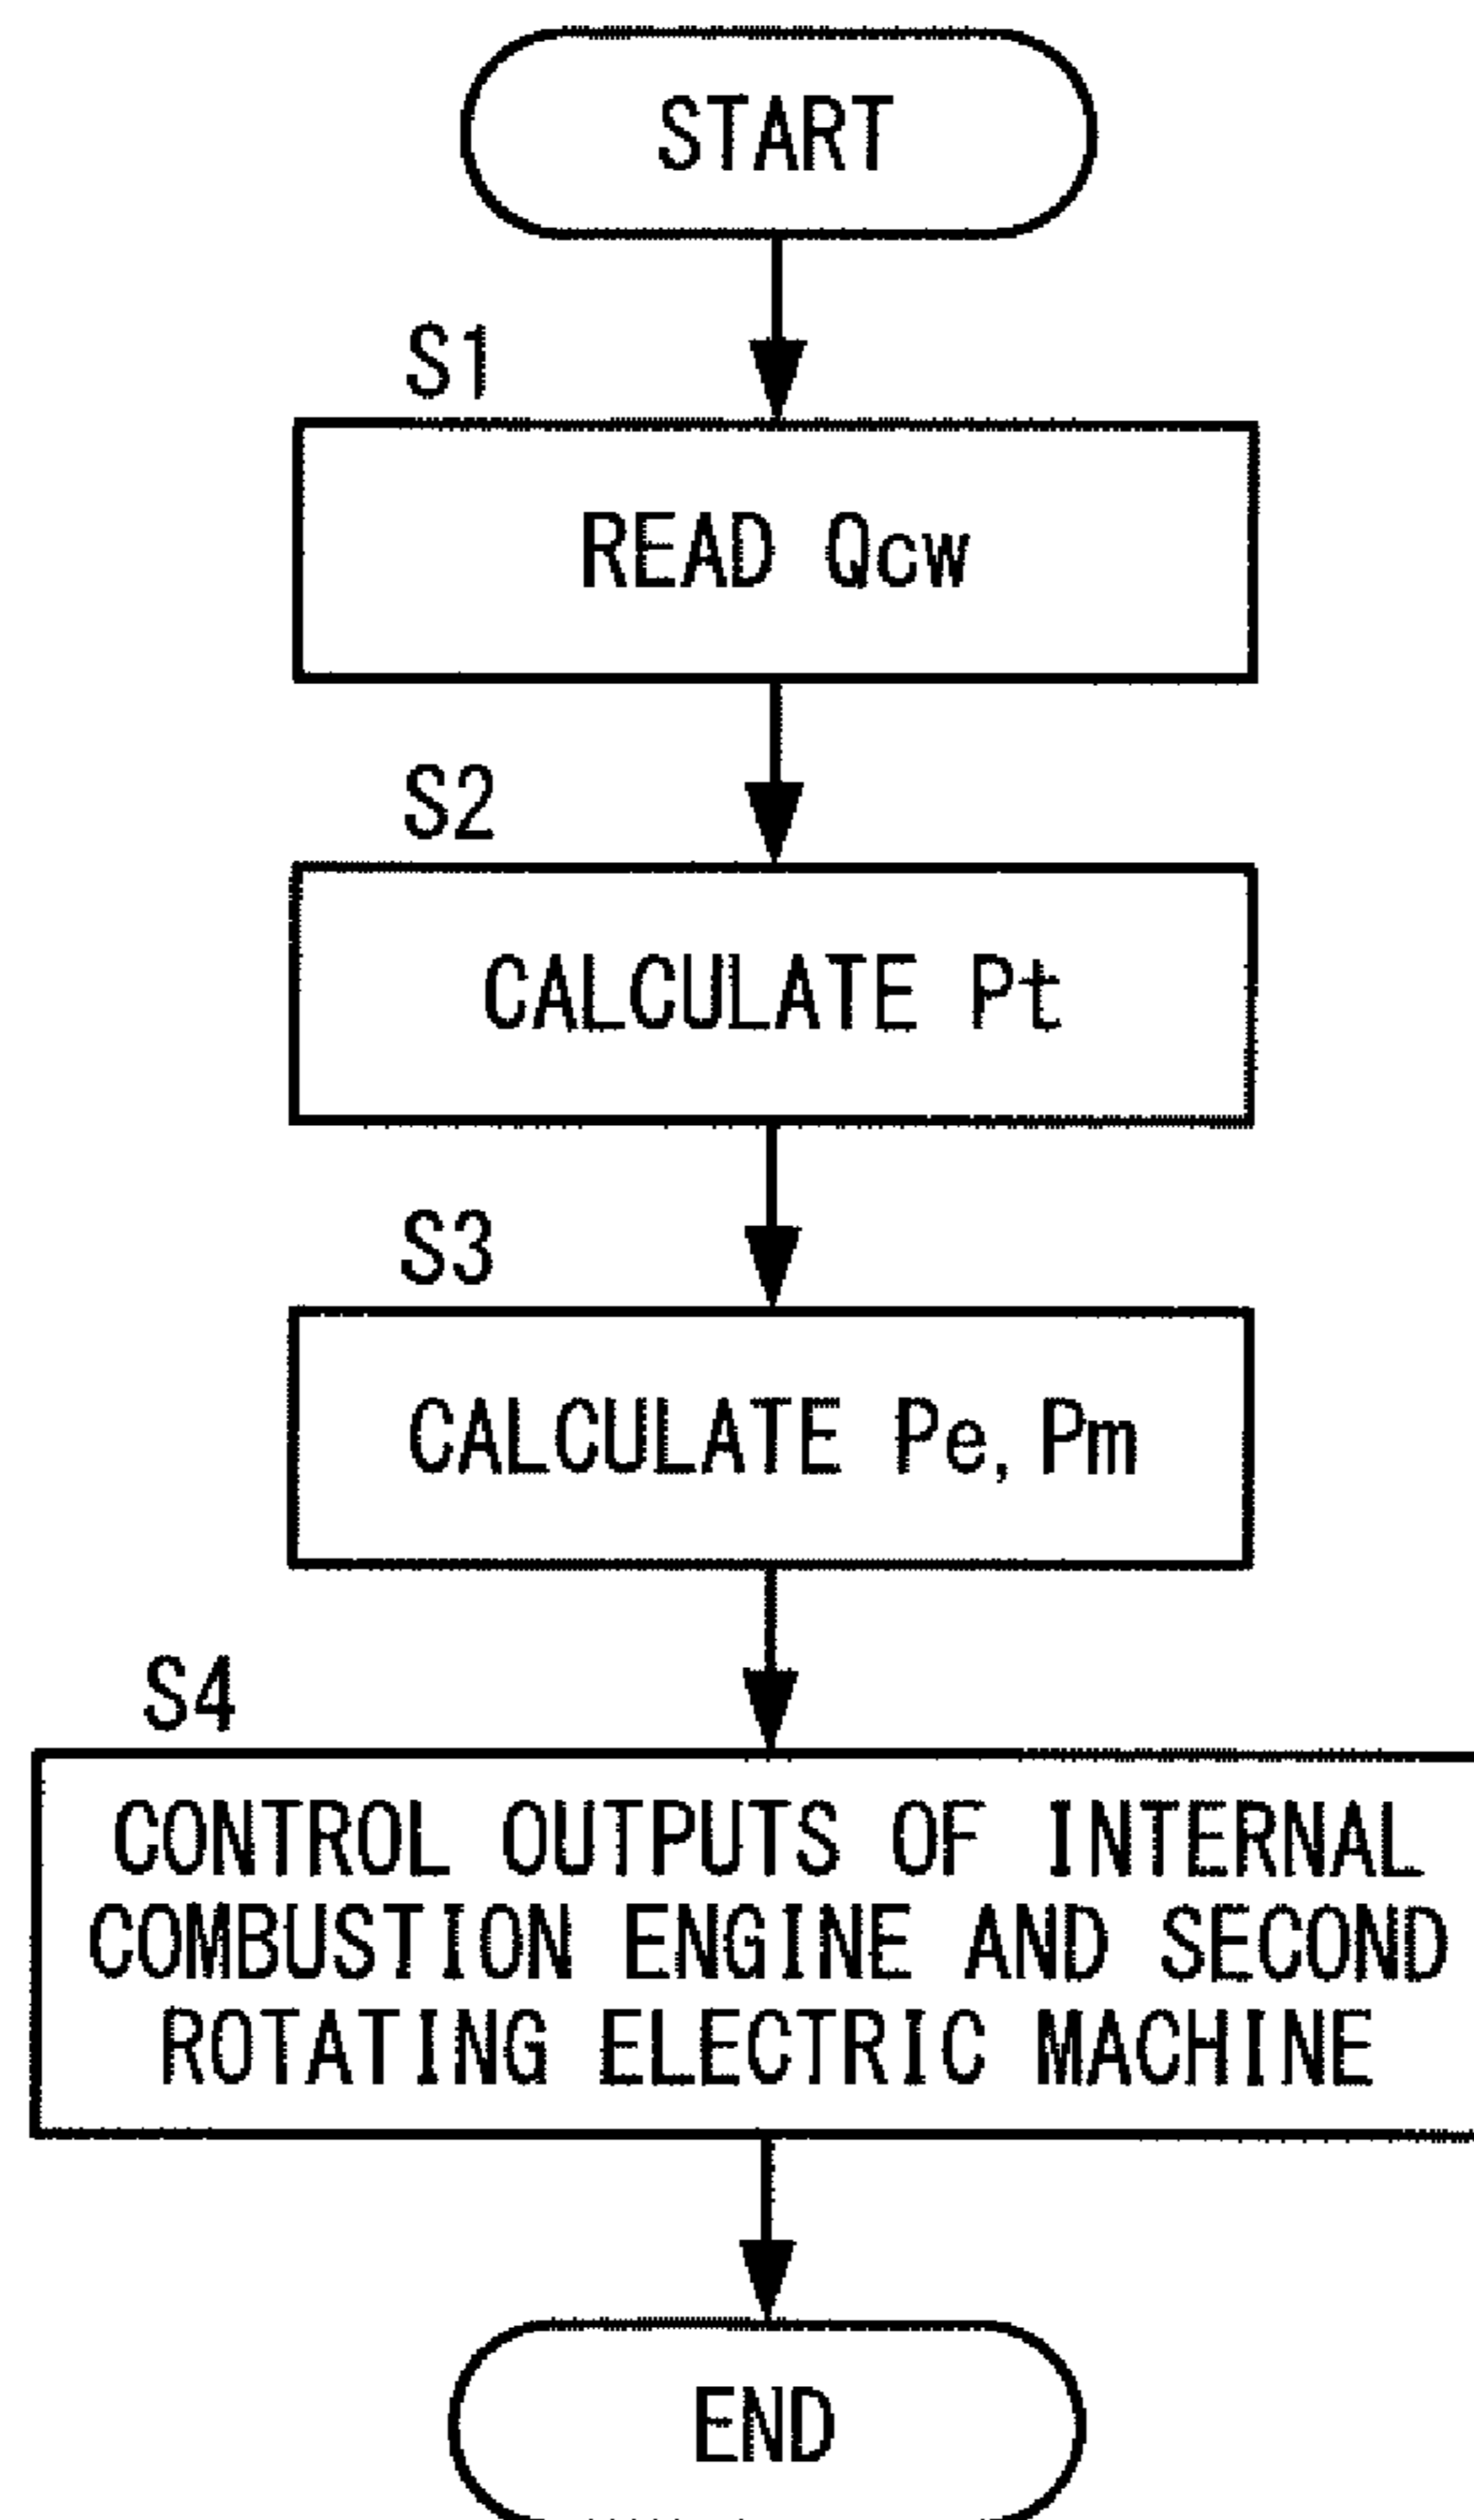 START
S1
READ Qcw
S2
CALCULATE Pt
S3
CALCULATE Pe, Pm
S4
CONTROL OUTPUTS OF INTERNAL
COMBUSTION ENGINE AND SECOND
ROTATING ELECTRIC MACHINE
END